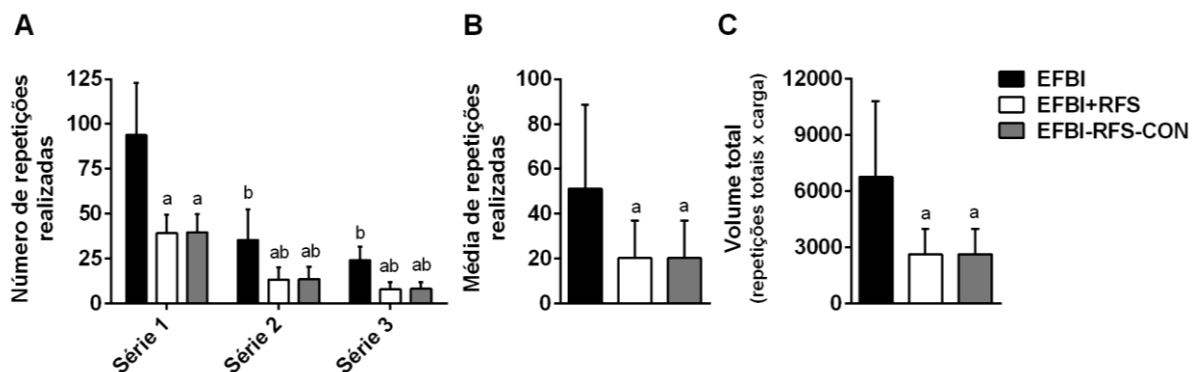 A
Número de repetições
realizadas
125
100
75
50
25
0
a
a
b
ab
ab
b
ab
ab
Série 1
Série 2
Série 3
B
Média de repetições
realizadas
100
80
60
40
20
0
a
a
C
Volume total
(repetições totais x carga)
12000
9000
6000
3000
0
a
a
EFBI
EFBI+RFS
EFBI-RFS-CON